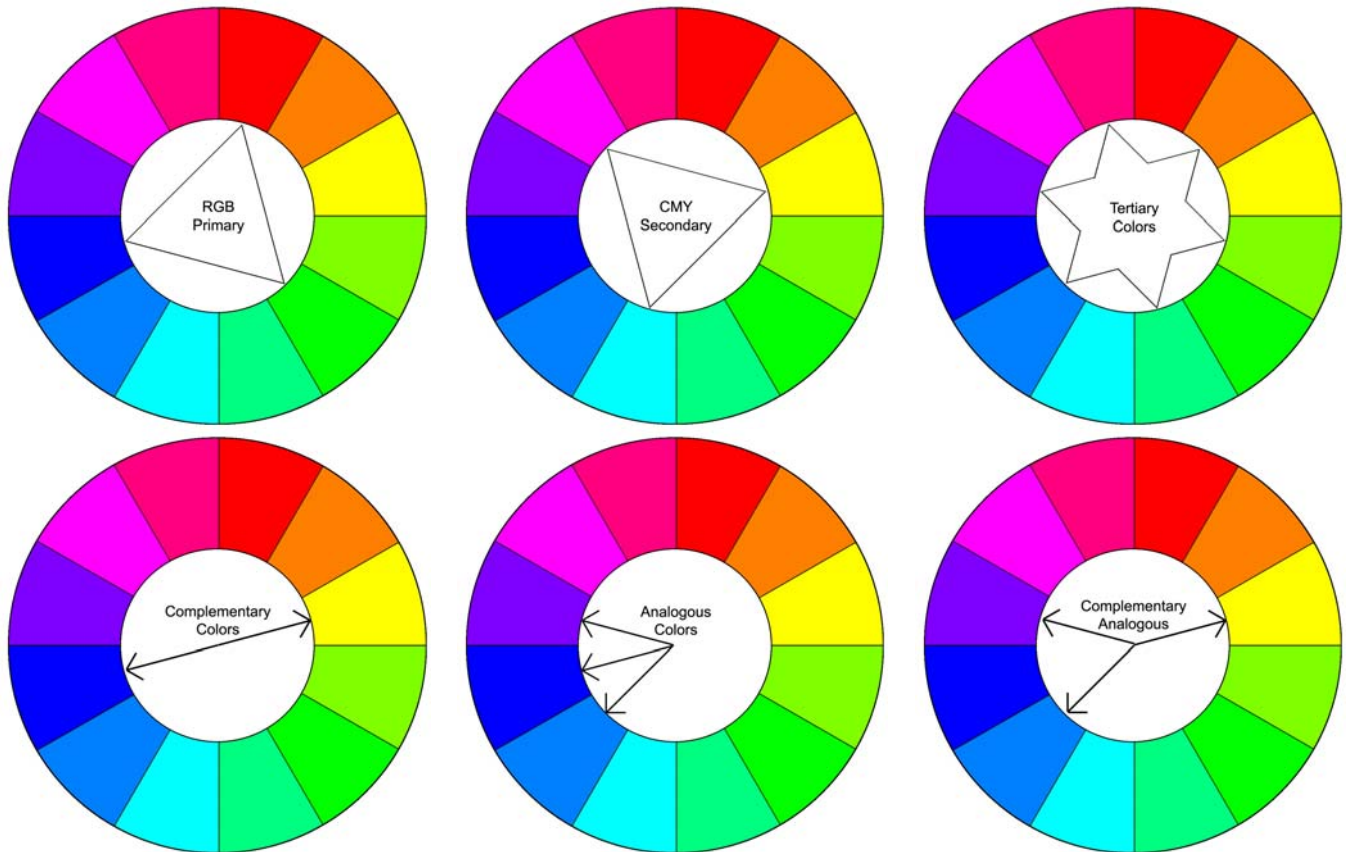 RGB
Primary
CMY
Secondary
Tertiary
Colors
Complementary
Colors
Analogous
Colors
Complementary
Analogous